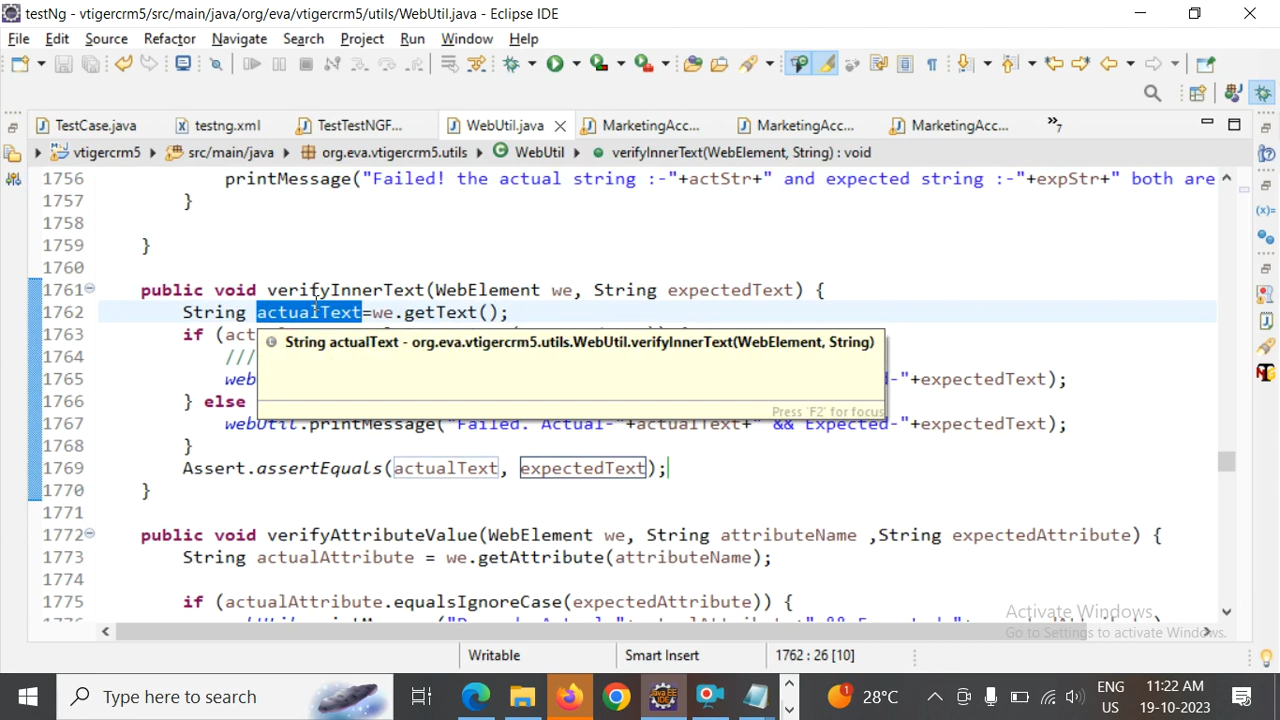 testNg - vtigercrm5/src/main/java/org/eva/vtigercrm5/utils/WebUtil.java - Eclipse IDE
File Edit Source Refactor Navigate Search Project Run Window Help
TestCase.java testng.xml TestTestNGF... WebUtil.java MarketingAcc... MarketingAcc... MarketingAcc... 7
vtigercrm5 src/main/java org.eva.vtigercrm5.utils WebUtil verifyInnerText(WebElement, String) : void
1756 printMessage("Failed! the actual string :-"+actStr+" and expected string :-"+expStr+" both are
1757 }
1758
1759 }
1760
1761 public void verifyInnerText(WebElement we, String expectedText) {
1762 String actualText=we.getText();
1763 if (act
String actualText - org.eva.vtigercrm5.utils.WebUtil.verifyInnerText(WebElement, String)
1764 ///
1765 web d-"+expectedText);
1766 } else
Press 'F2' for focus
1767 webUtil.printMessage("Failed. Actual-"+actualText+" && Expected-"+expectedText);
1768 }
1769 Assert.assertEquals(actualText, expectedText);
1770 }
1771
1772 public void verifyAttributeValue(WebElement we, String attributeName ,String expectedAttribute) {
1773 String actualAttribute = we.getAttribute(attributeName);
1774
1775 if (actualAttribute.equalsIgnoreCase(expectedAttribute)) {
Activate Windows
Go to Settings to activate Windows.
Writable Smart Insert 1762 : 26 [10]
Type here to search 1 28°C ENG US 11:22 AM 19-10-2023